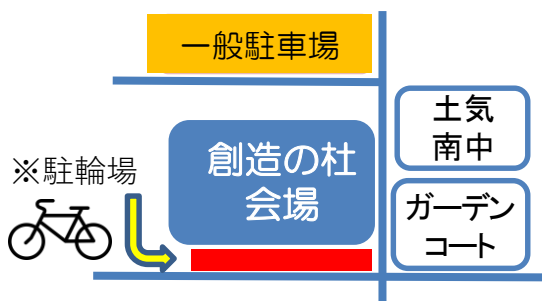 一般駐車場
土気
南中
創造の杜
会場
※駐輪場
ガーデン
コート